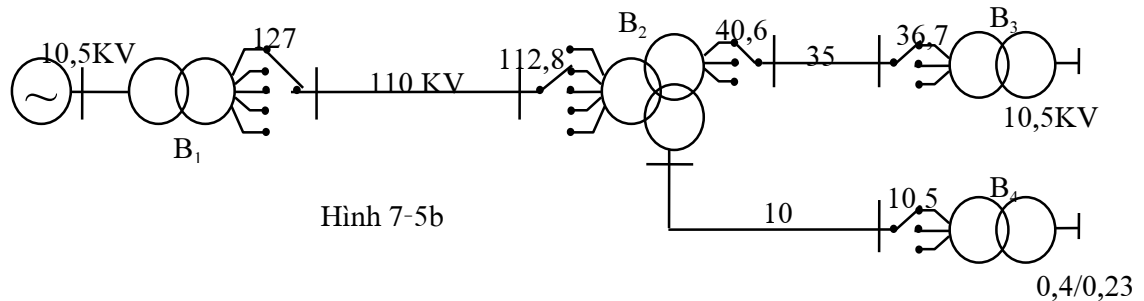 10,5KV
127
B₁
110 KV
112,8
B₂
40,6
35
36,7
B₃
10,5KV
Hình 7-5b
10
10,5
B₄
0,4/0,23